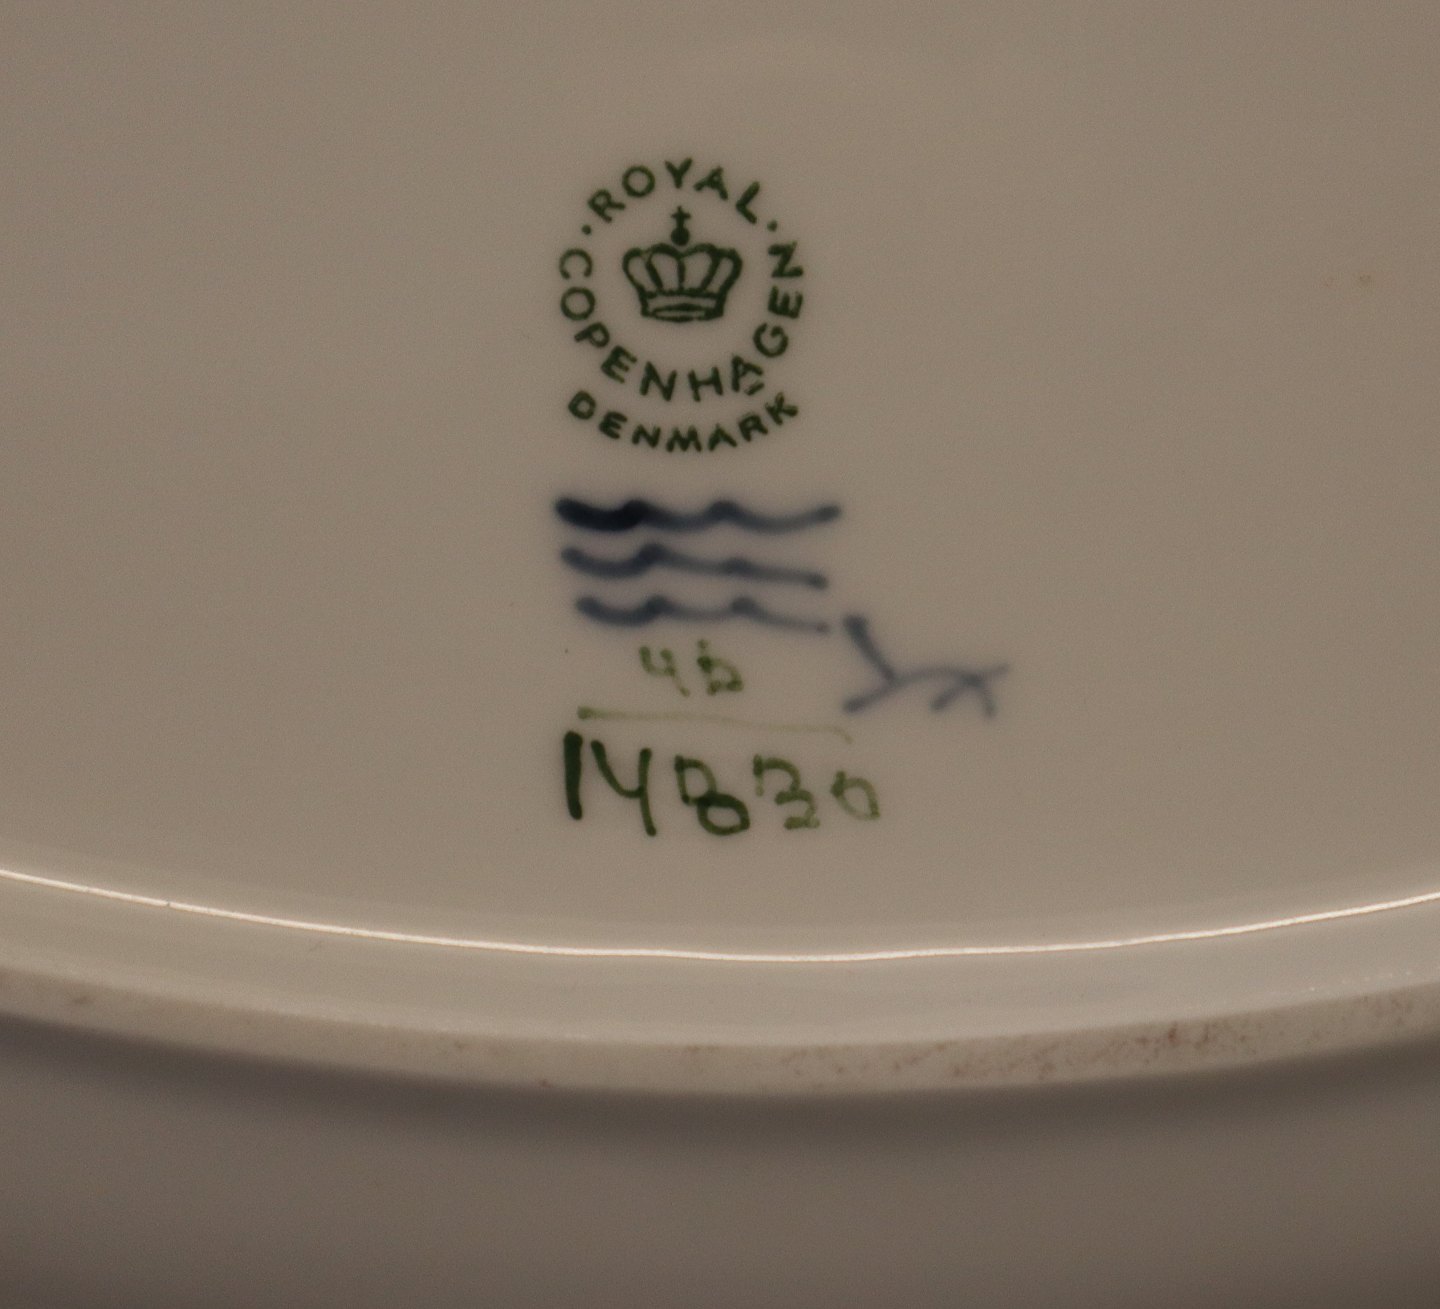 · ROYAL ·
COPENHAGEN
DENMARK
14830